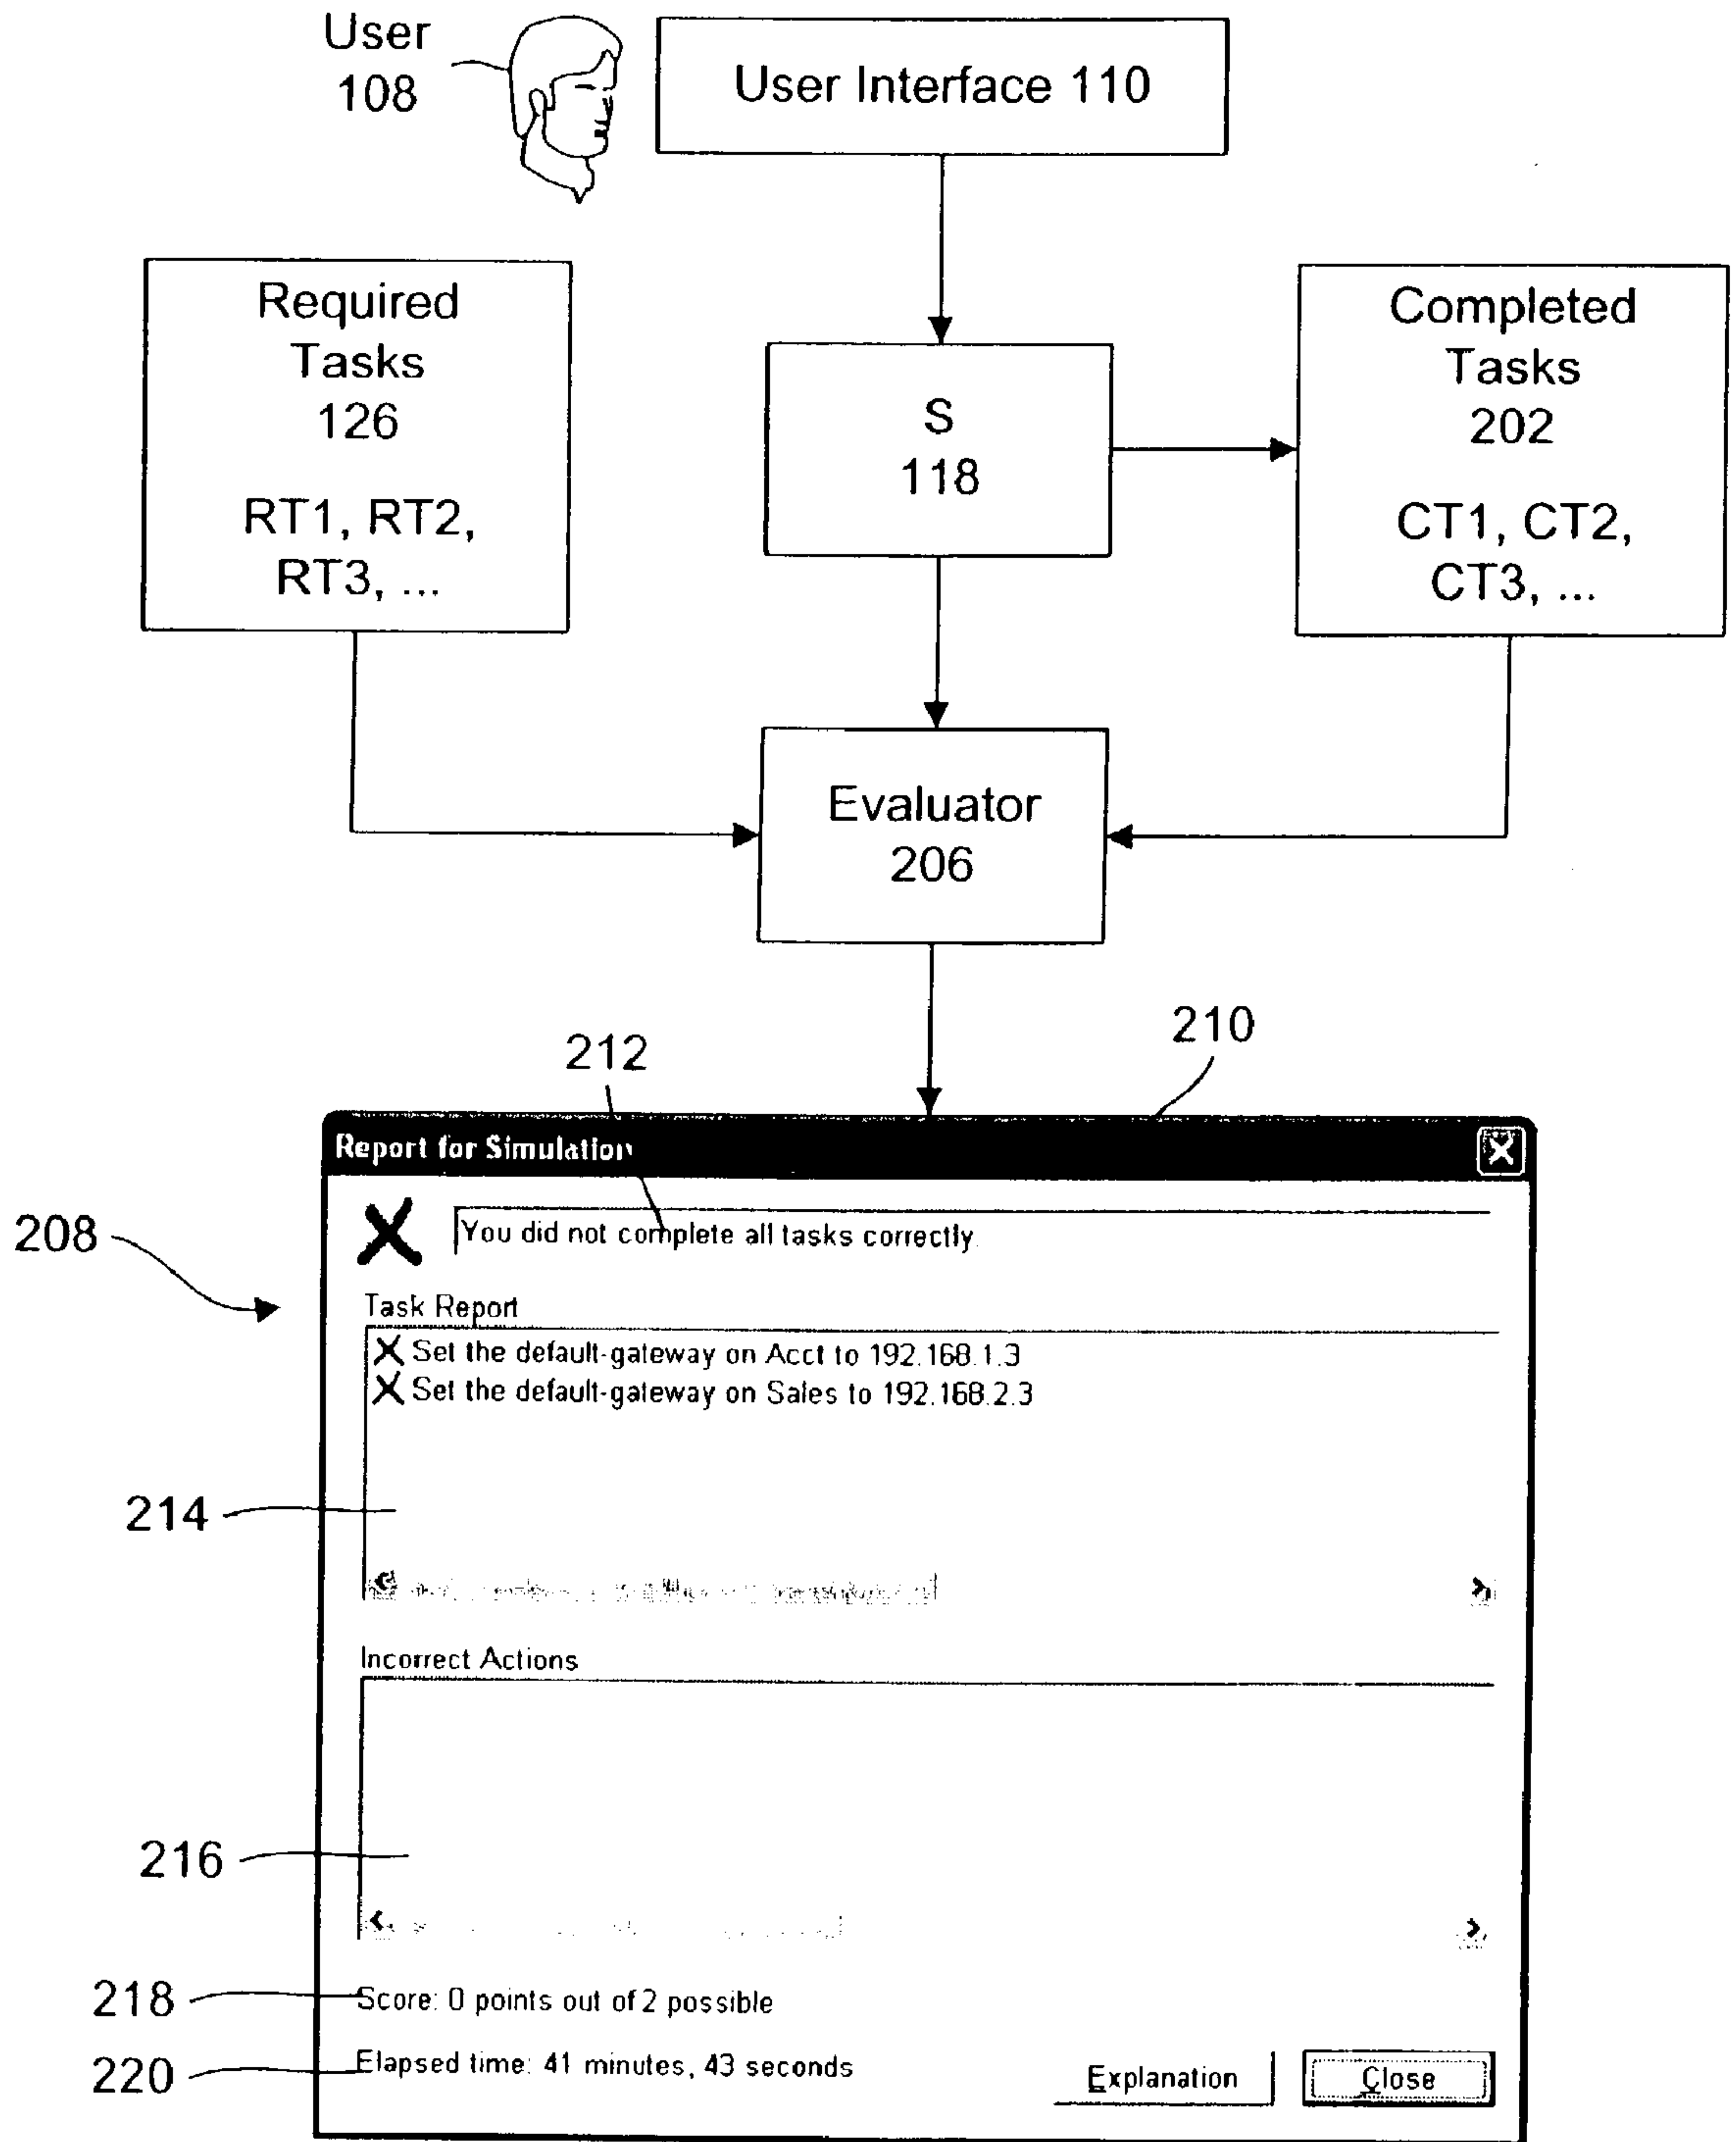 User
108
User Interface 110
Required
Tasks
126
RT1, RT2,
RT3, ...
S
118
Completed
Tasks
202
CT1, CT2,
CT3, ...
Evaluator
206
212
210
Report for Simulation
208
You did not complete all tasks correctly.
Task Report
Set the default-gateway on Acct to 192.168.1.3
Set the default-gateway on Sales to 192.168.2.3
214
Incorrect Actions
216
218
Score: 0 points out of 2 possible
220
Elapsed time: 41 minutes, 43 seconds
Explanation
Close